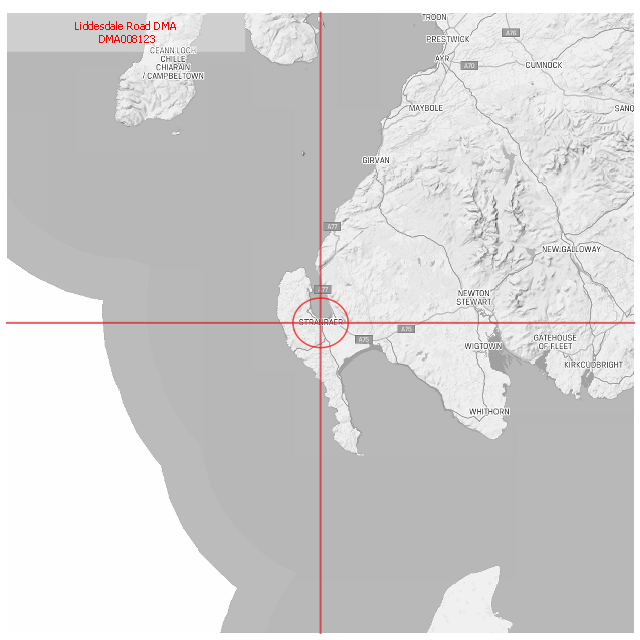 Liddesdale Road DMA
DMA008123
TROON
PRESTWICK
A76
CEANN LOCH
CHILLE
CHIARAIN
/ CAMPBELTOWN
AYR
A70
CUMNOCK
MAYBOLE
SANQ
GIRVAN
A77
NEW GALLOWAY
A77
NEWTON
STEWART
STRANRAER
A75
A75
WIGTOWN
GATEHOUSE
OF FLEET
KIRKCUDBRIGHT
WHITHORN